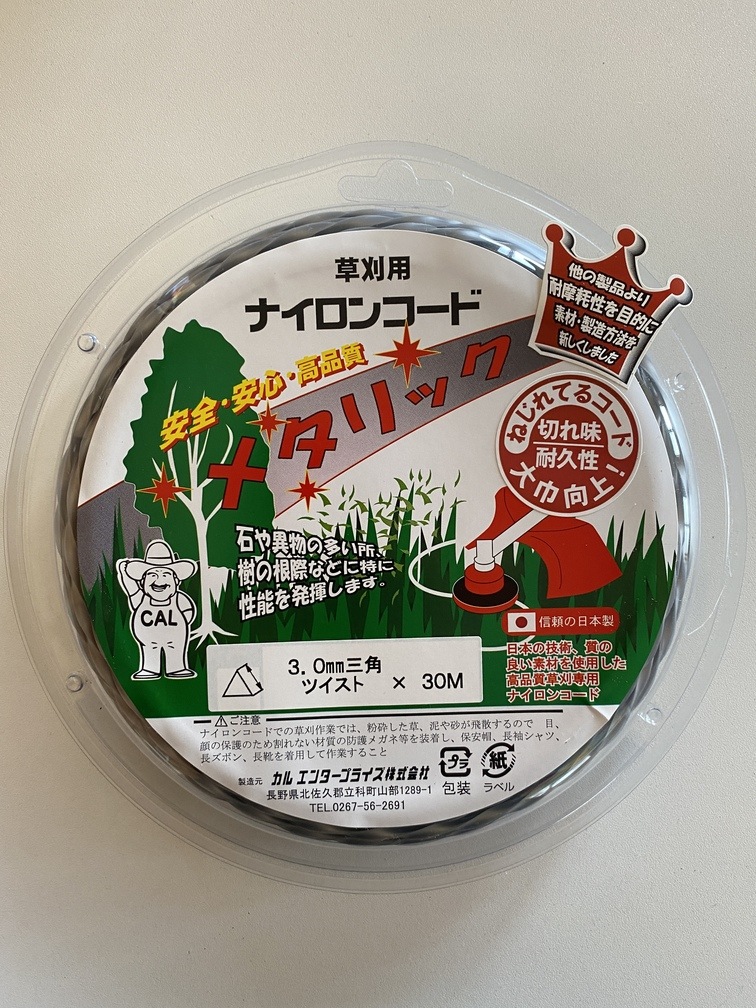 草刈用
ナイロンコード
安全・安心・高品質
メタリック
他の製品より
耐摩耗性を目的に
素材・製造方法を
新しくしました
ねじれてるコード
切れ味
耐久性
大巾向上!
石や異物の多い所、
樹の根際などに特に
性能を発揮します。
CAL
信頼の日本製
日本の技術、質の
良い素材を使用した
高品質草刈専用
ナイロンコード
3.0mm三角
ツイスト × 30M
ご注意
ナイロンコードでの草刈作業では、粉砕した草、泥や砂が飛散するので 目、
顔の保護のため割れない材質の防護メガネ等を装着し、保安帽、長袖シャツ、
長ズボン、長靴を着用して作業すること
製造元 カル エンタープライズ株式会社
長野県北佐久郡立科町山部1289-1
TEL.0267-56-2691
プラ
包装
紙
ラベル